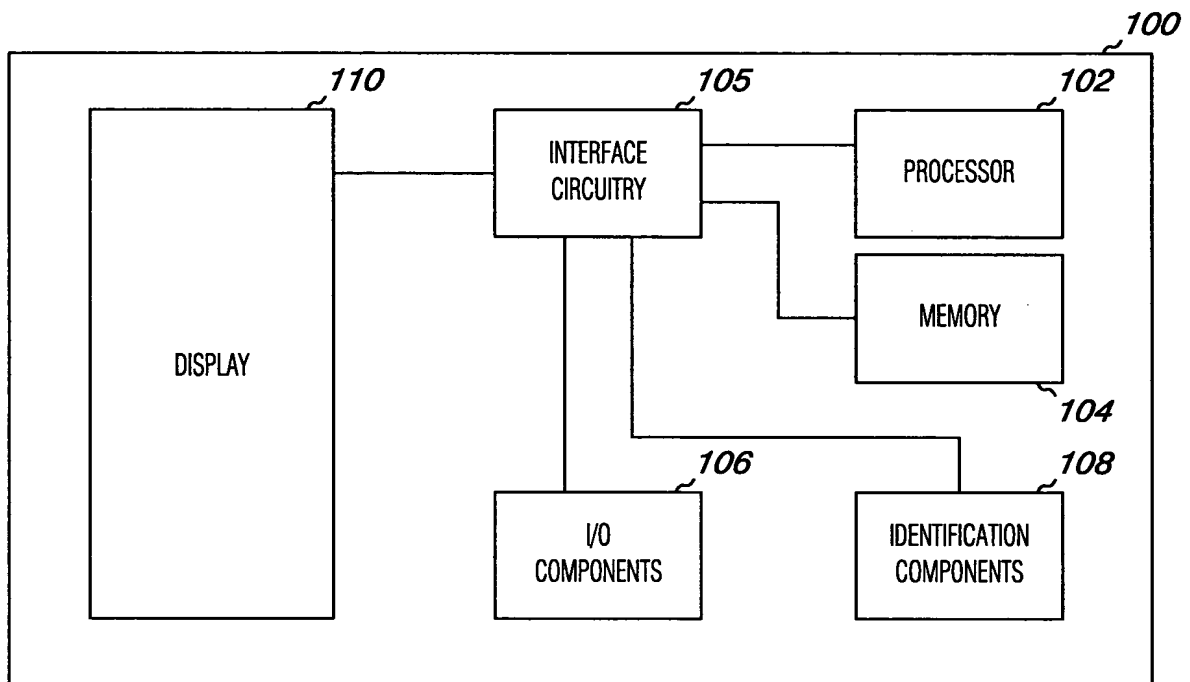 100
110
105
102
INTERFACE
CIRCUITRY
PROCESSOR
MEMORY
DISPLAY
104
106
108
I/O
COMPONENTS
IDENTIFICATION
COMPONENTS